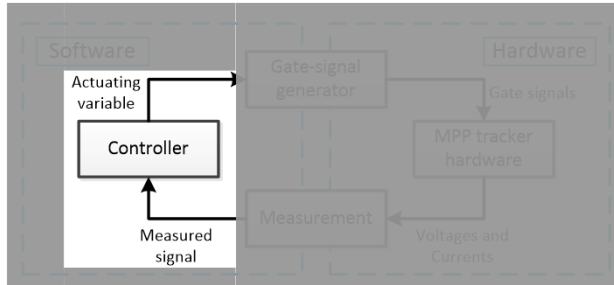 Software
Hardware
Actuating
variable
Gate-signal
generator
Gate signals
Controller
MPP tracker
hardware
Measured
signal
Measurement
Voltages and
Currents